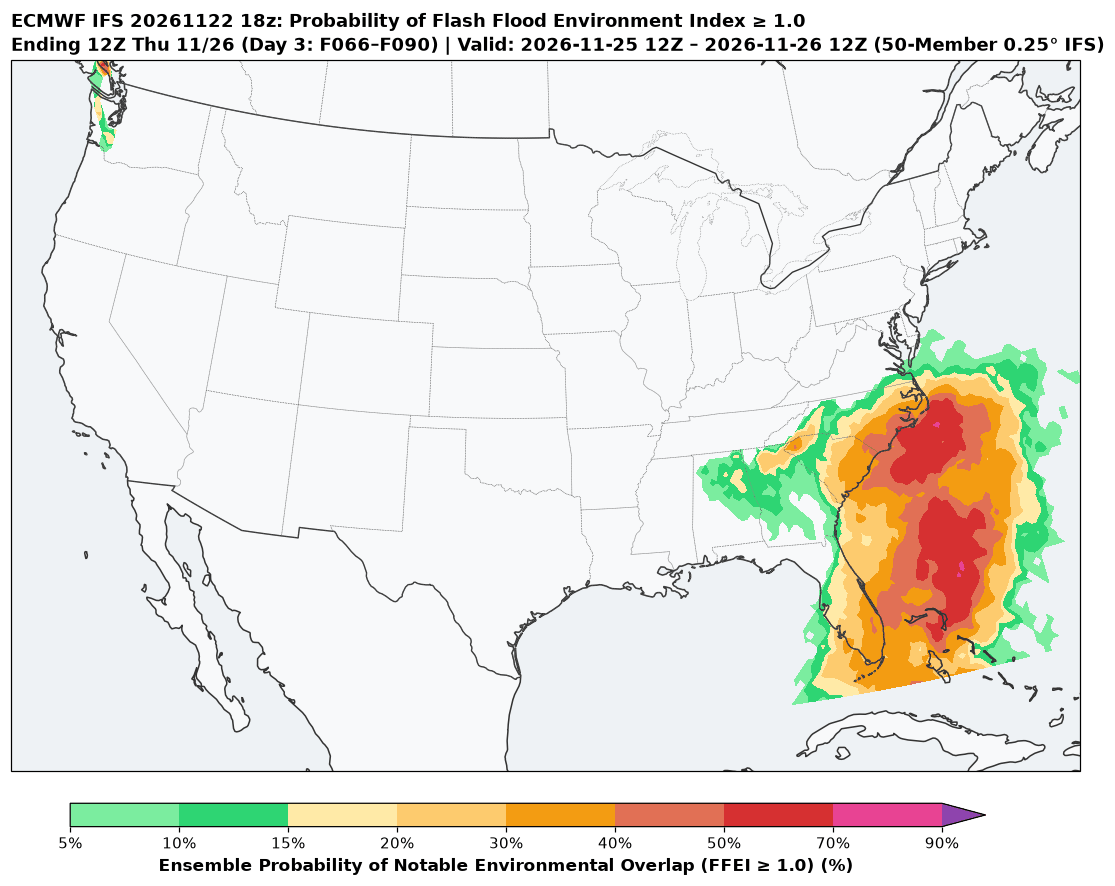 ECMWF IFS 20261122 18z: Probability of Flash Flood Environment Index ≥ 1.0
Ending 12Z Thu 11/26 (Day 3: F066–F090) | Valid: 2026-11-25 12Z – 2026-11-26 12Z (50-Member 0.25° IFS)
5% 10% 15% 20% 30% 40% 50% 70% 90%
Ensemble Probability of Notable Environmental Overlap (FFEI ≥ 1.0) (%)